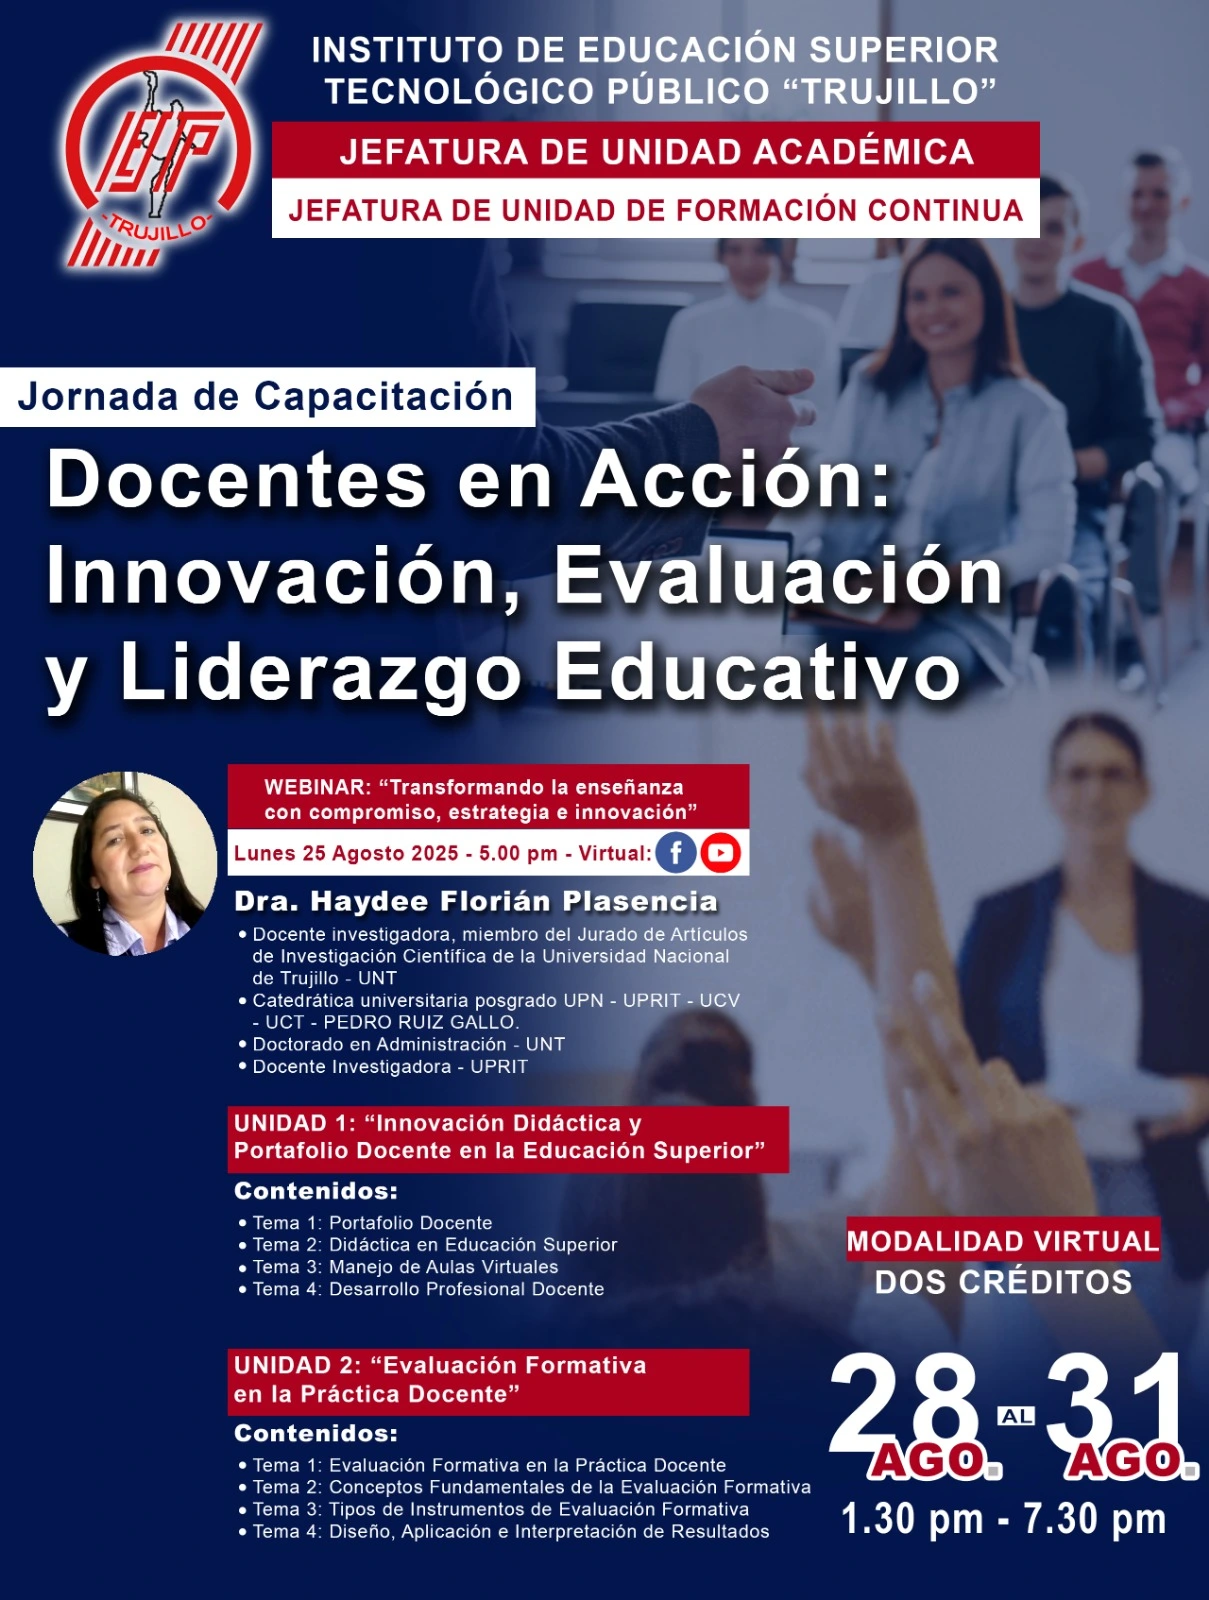 INSTITUTO DE EDUCACIÓN SUPERIOR
TECNOLÓGICO PÚBLICO “TRUJILLO”
JEFATURA DE UNIDAD ACADÉMICA
JEFATURA DE UNIDAD DE FORMACIÓN CONTINUA
-TRUJILLO-
Jornada de Capacitación
Docentes en Acción:
Innovación, Evaluación
y Liderazgo Educativo
WEBINAR: “Transformando la enseñanza
con compromiso, estrategia e innovación”
Lunes 25 Agosto 2025 - 5.00 pm - Virtual:
Dra. Haydee Florián Plasencia
• Docente investigadora, miembro del Jurado de Artículos
de Investigación Científica de la Universidad Nacional
de Trujillo - UNT
• Catedrática universitaria posgrado UPN - UPRIT - UCV
- UCT - PEDRO RUIZ GALLO.
• Doctorado en Administración - UNT
• Docente Investigadora - UPRIT
UNIDAD 1: “Innovación Didáctica y
Portafolio Docente en la Educación Superior”
Contenidos:
• Tema 1: Portafolio Docente
• Tema 2: Didáctica en Educación Superior
• Tema 3: Manejo de Aulas Virtuales
• Tema 4: Desarrollo Profesional Docente
UNIDAD 2: “Evaluación Formativa
en la Práctica Docente”
Contenidos:
• Tema 1: Evaluación Formativa en la Práctica Docente
• Tema 2: Conceptos Fundamentales de la Evaluación Formativa
• Tema 3: Tipos de Instrumentos de Evaluación Formativa
• Tema 4: Diseño, Aplicación e Interpretación de Resultados
MODALIDAD VIRTUAL
DOS CRÉDITOS
28 AL 31
AGO. AGO.
1.30 pm - 7.30 pm